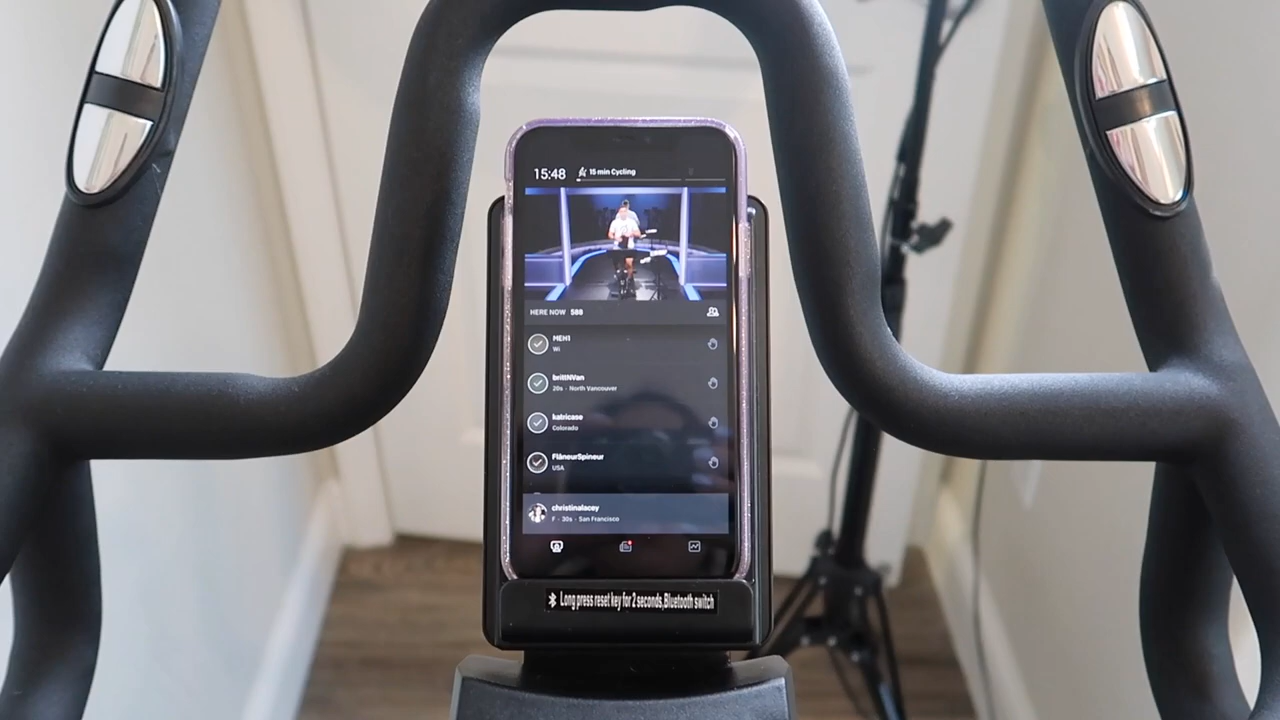 15:48 15 min Cycling
HERE NOW 588
MEH1
Wi
brittNVan
20s · North Vancouver
katricase
Colorado
FlâneurSpineur
USA
christinalacey
F · 30s · San Francisco
Long press reset key for 2 seconds,Bluetooth switch